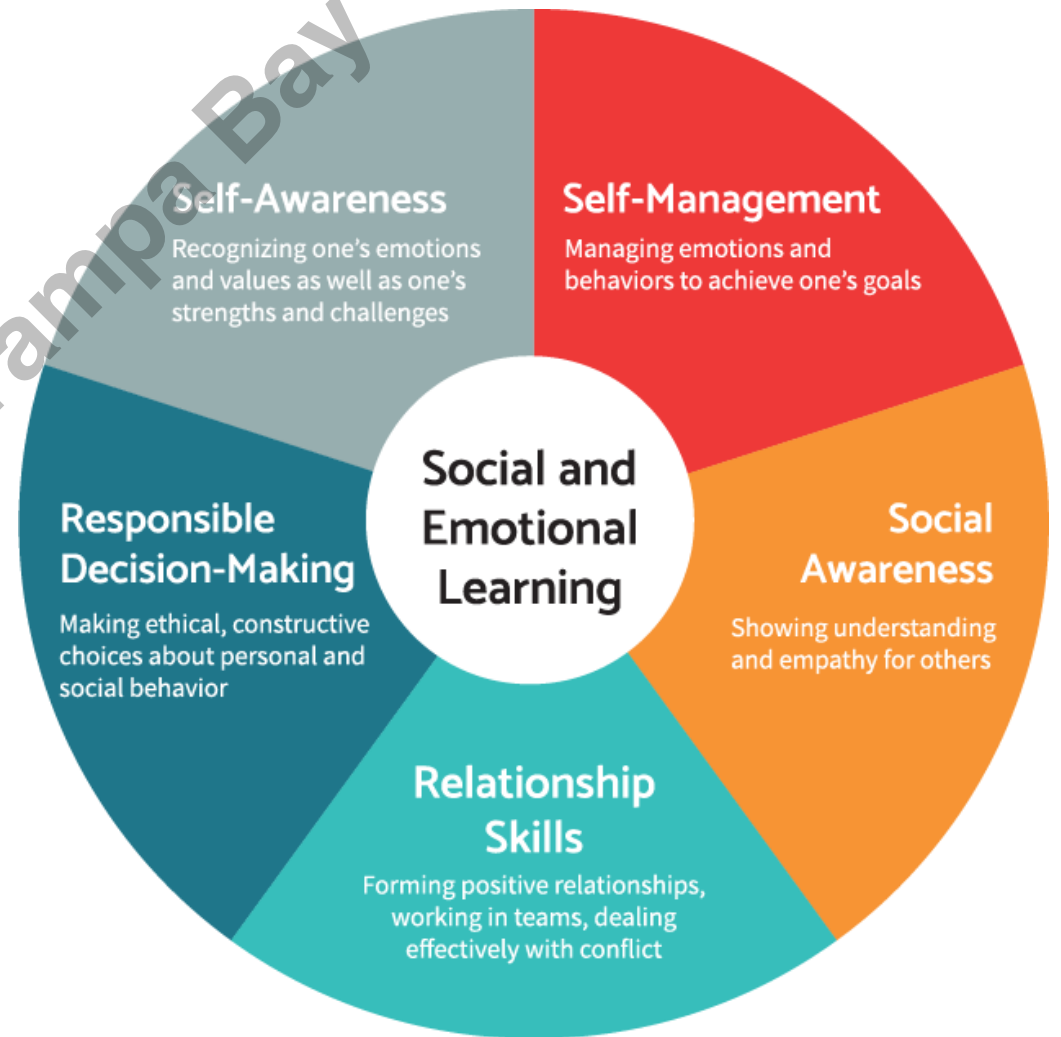 Tampa Bay
Self-Awareness
Recognizing one's emotions
and values as well as one's
strengths and challenges
Self-Management
Managing emotions and
behaviors to achieve one's goals
Social and
Emotional
Learning
Responsible
Decision-Making
Making ethical, constructive
choices about personal and
social behavior
Social
Awareness
Showing understanding
and empathy for others
Relationship
Skills
Forming positive relationships,
working in teams, dealing
effectively with conflict